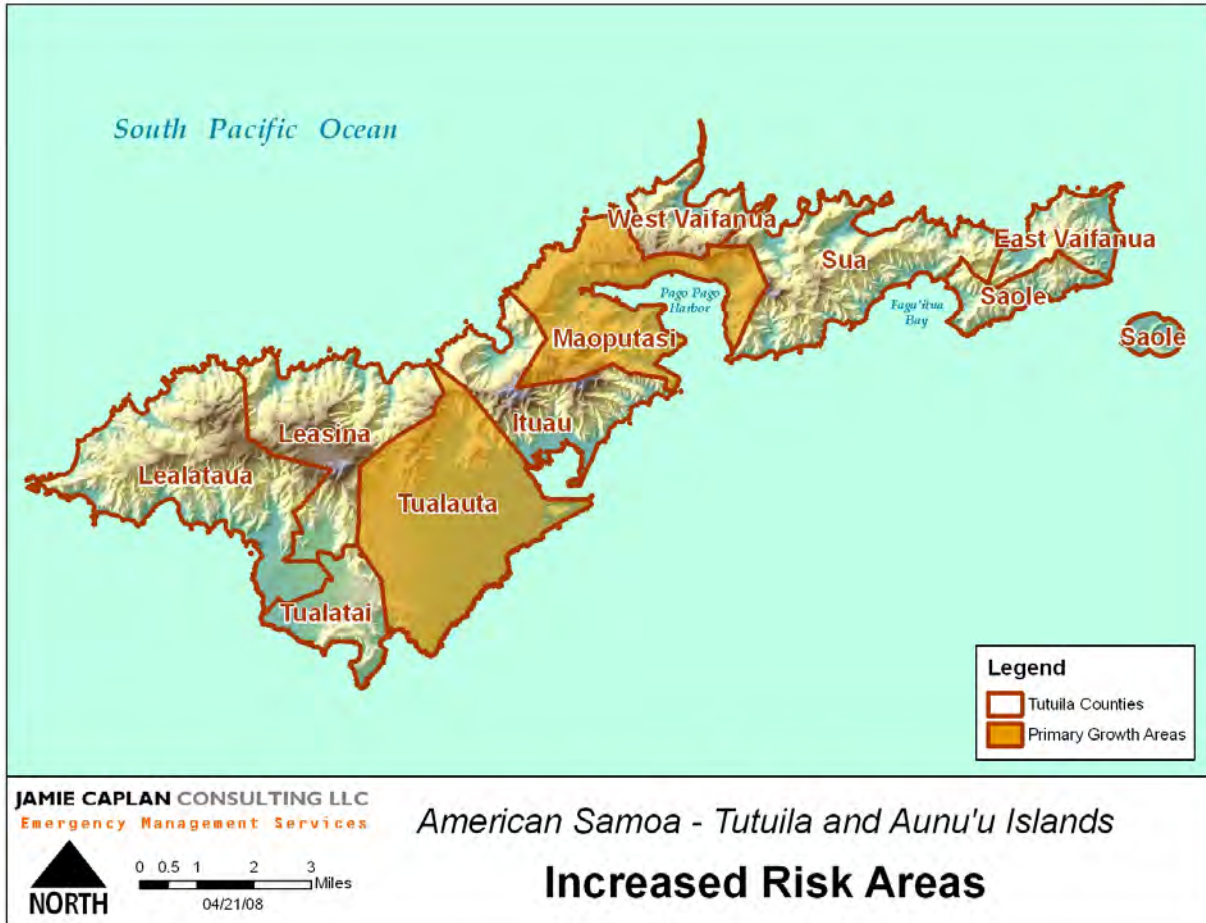 South Pacific Ocean
West Vaifanua
East Vaifanua
Sua
Pago Pago
Harbor
Faga'itua
Bay
Saole
Saole
Maoputasi
Ituau
Leasina
Lealataua
Tualauta
Tualatai
Legend
Tutuila Counties
Primary Growth Areas
JAMIE CAPLAN CONSULTING LLC
Emergency Management Services
NORTH
0 0.5 1 2 3
Miles
04/21/08
American Samoa - Tutuila and Aunu'u Islands
Increased Risk Areas